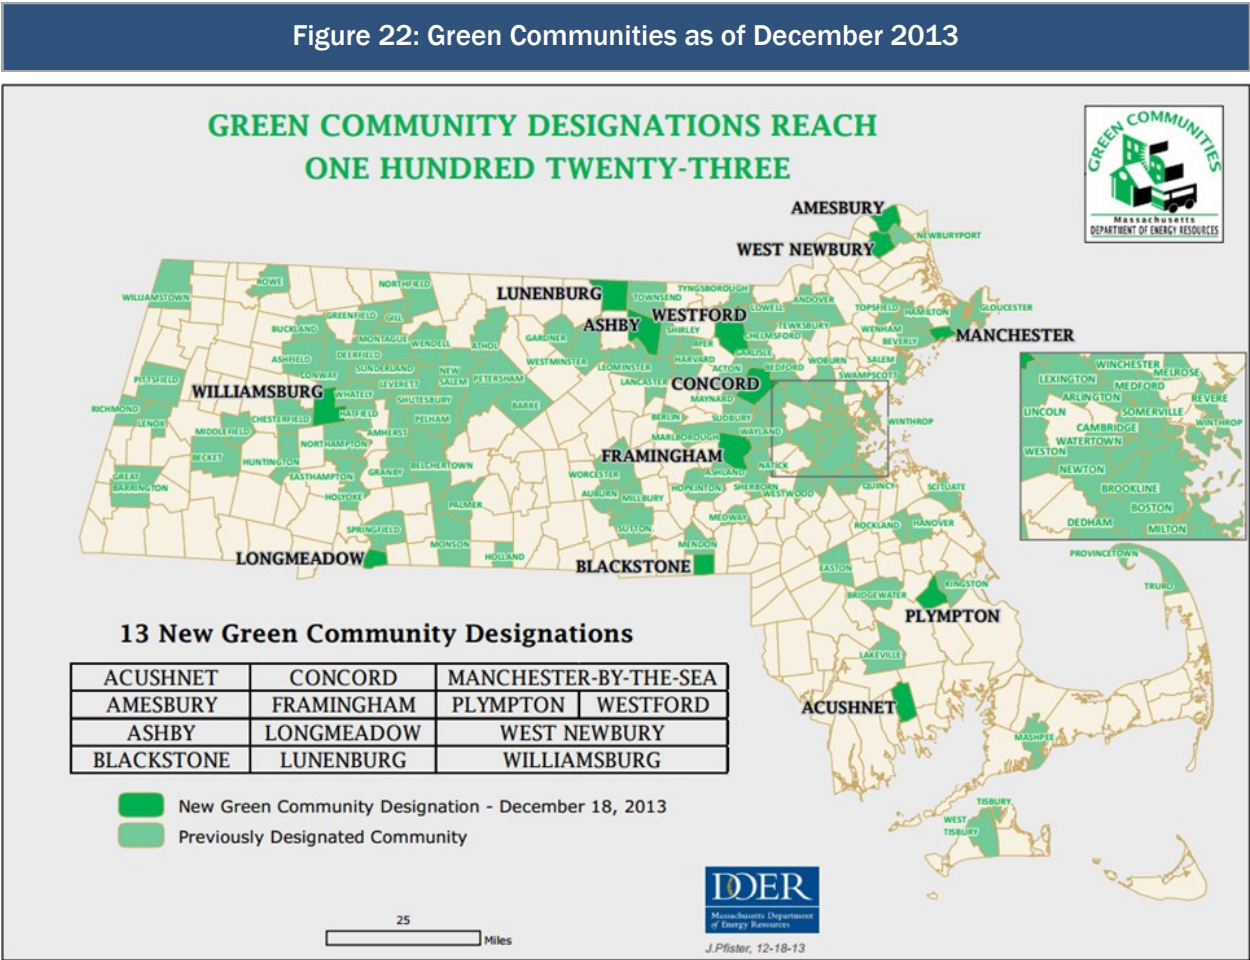 Figure 22: Green Communities as of December 2013
GREEN COMMUNITY DESIGNATIONS REACH
ONE HUNDRED TWENTY-THREE
GREEN COMMUNITIES
Massachusetts
DEPARTMENT OF ENERGY RESOURCES
AMESBURY
WEST NEWBURY
NEWBURYPORT
WILLIAMSTOWN
ROWE
NORTHFIELD
LUNENBURG
TOWNSEND
TYNGSBOROUGH
ANDOVER
TOPSFIELD
HAMILTON
GLOUCESTER
BUCKLAND
GREENFIELD
GILL
MONTAGUE
WENDELL
ATHOL
GARDNER
ASHBY
WESTFORD
SHIRLEY
AYER
LOWELL
TEWKSBURY
CHELMSFORD
WENHAM
BEVERLY
MANCHESTER
ASHFIELD
DEERFIELD
CONWAY
SUNDERLAND
LEVERETT
NEW
SALEM
PETERSHAM
WESTMINSTER
LEOMINSTER
HARVARD
CARLISLE
ACTON
BEDFORD
WOBURN
SALEM
SWAMPSCOTT
PITTSFIELD
WILLIAMSBURG
WHATELY
SHUTESBURY
BARRE
LANCASTER
CONCORD
MAYNARD
RICHMOND
LENOX
CHESTERFIELD
HATFIELD
PELHAM
BERLIN
SUDBURY
WINTHROP
MIDDLEFIELD
NORTHAMPTON
AMHERST
MARLBOROUGH
WAYLAND
BECKET
HUNTINGTON
EASTHAMPTON
GRANBY
BELCHERTOWN
WORCESTER
FRAMINGHAM
ASHLAND
NATICK
GREAT
BARRINGTON
HOLYOKE
PALMER
AUBURN
MILLBURY
HOPKINTON
SHERBORN
WESTWOOD
QUINCY
SCITUATE
SPRINGFIELD
SUTTON
MEDWAY
ROCKLAND
HANOVER
LONGMEADOW
MONSON
HOLLAND
BLACKSTONE
MENDON
EASTON
BRIDGEWATER
KINGSTON
PLYMPTON
LAKEVILLE
ACUSHNET
MASHPEE
TISBURY
WEST
TISBURY
PROVINCETOWN
TRURO
WINCHESTER
LEXINGTON
MELROSE
MEDFORD
ARLINGTON
REVERE
LINCOLN
SOMERVILLE
WINTHROP
CAMBRIDGE
WATERTOWN
WESTON
NEWTON
BROOKLINE
BOSTON
DEDHAM
MILTON
13 New Green Community Designations
ACUSHNET CONCORD MANCHESTER-BY-THE-SEA
AMESBURY FRAMINGHAM PLYMPTON WESTFORD
ASHBY LONGMEADOW WEST NEWBURY
BLACKSTONE LUNENBURG WILLIAMSBURG
New Green Community Designation - December 18, 2013
Previously Designated Community
25
Miles
DOER
Massachusetts Department
of Energy Resources
J.Pfister, 12-18-13